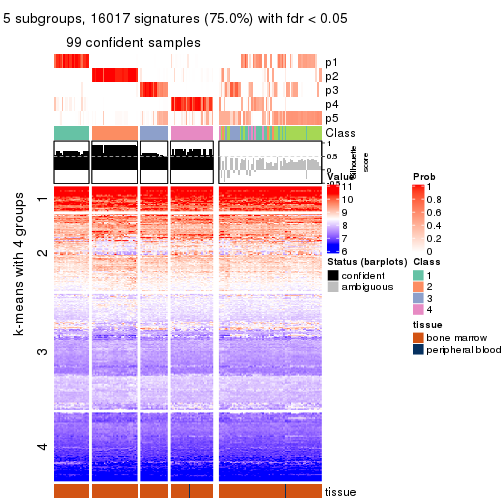 5 subgroups, 16017 signatures (75.0%) with fdr < 0.05
99 confident samples
p1
p2
p3
p4
p5
Class
1
0.5
0
Silhouette
score
k-means with 4 groups
1
2
3
4
Value
11
10
9
8
7
6
Prob
1
0.8
0.6
0.4
0.2
0
Status (barplots)
confident
ambiguous
Class
1
2
3
4
tissue
bone marrow
peripheral blood
tissue